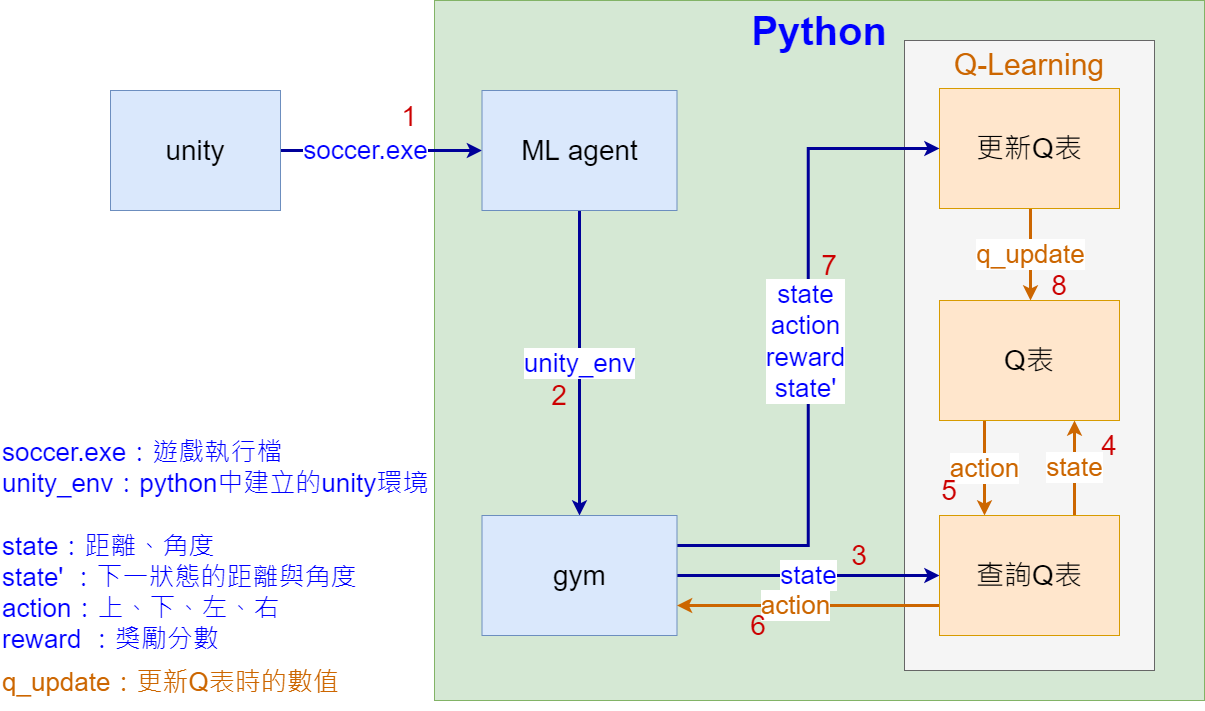 Python
Q-Learning
unity
1
soccer.exe
ML agent
更新Q表
q_update
8
7
state
action
reward
state'
unity_env
2
Q表
action
5
state
4
gym
3
state
action
6
查詢Q表
soccer.exe：遊戲執行檔
unity_env：python中建立的unity環境
state：距離、角度
state' ：下一狀態的距離與角度
action：上、下、左、右
reward ：獎勵分數
q_update：更新Q表時的數值